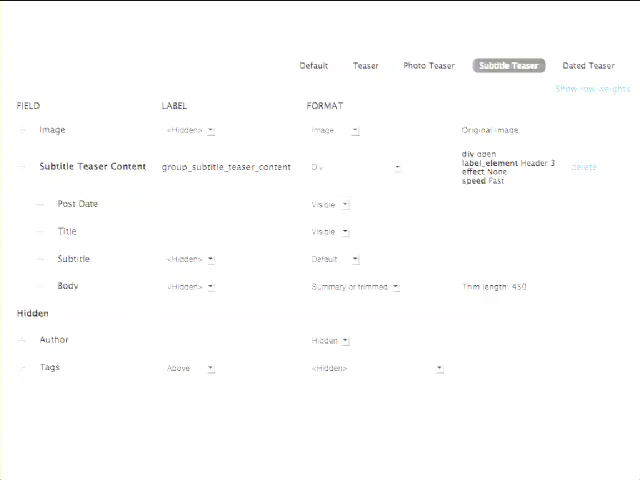 Default Teaser Photo Teaser Subtitle Teaser Dated Teaser
Show row weights
FIELD LABEL FORMAT
Image <Hidden> Image Original image
Subtitle Teaser Content group_subtitle_teaser_content Div div open
label_element Header 3
effect None
speed Fast
delete
Post Date Visible
Title Visible
Subtitle <Hidden> Default
Body <Hidden> Summary or trimmed Trim length: 450
Hidden
Author Hidden
Tags Above <Hidden>